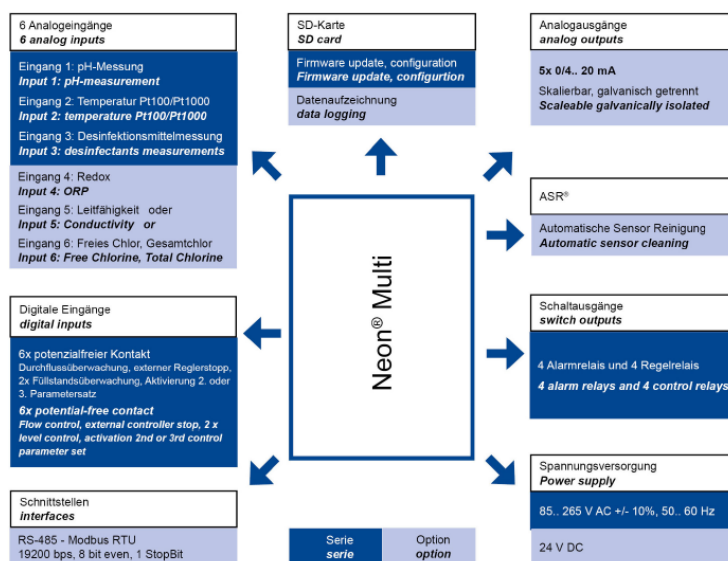 6 Analogeingänge
6 analog inputs
Eingang 1: pH-Messung
Input 1: pH-measurement
Eingang 2: Temperatur Pt100/Pt1000
Input 2: temperature Pt100/Pt1000
Eingang 3: Desinfektionsmittelmessung
Input 3: desinfectants measurements
Eingang 4: Redox
Input 4: ORP
Eingang 5: Leitfähigkeit oder
Input 5: Conductivity or
Eingang 6: Freies Chlor, Gesamtchlor
Input 6: Free Chlorine, Total Chlorine
SD-Karte
SD card
Firmware update, configuration
Firmware update, configurtion
Datenaufzeichnung
data logging
Analogausgänge
analog outputs
5x 0/4.. 20 mA
Skalierbar, galvanisch getrennt
Scaleable galvanically isolated
ASR®
Automatische Sensor Reinigung
Automatic sensor cleaning
Neon® Multi
Digitale Eingänge
digital inputs
6x potenzialfreier Kontakt
Durchflussüberwachung, externer Reglerstopp,
2x Füllstandsüberwachung, Aktivierung 2. oder
3. Parametersatz
6x potential-free contact
Flow control, external controller stop, 2 x
level control, activation 2nd or 3rd control
parameter set
Schaltausgänge
switch outputs
4 Alarmrelais und 4 Regelrelais
4 alarm relays and 4 control relays
Schnittstellen
interfaces
RS-485 - Modbus RTU
19200 bps, 8 bit even, 1 StopBit
Serie
serie
Option
option
Spannungsversorgung
Power supply
85.. 265 V AC +/- 10%, 50.. 60 Hz
24 V DC